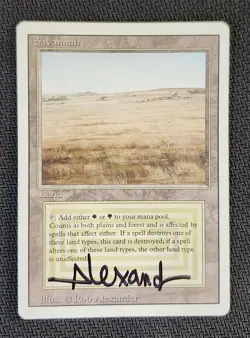 Savannah
Land
: Add either or to your mana pool.
Counts as both plains and forest and is affected by
spells that affect either. If a spell destroys one of
these land types, this card is destroyed; if a spell
alters one of these land types, the other land type
is unaffected.
Alexand
Illus. © Rob Alexander